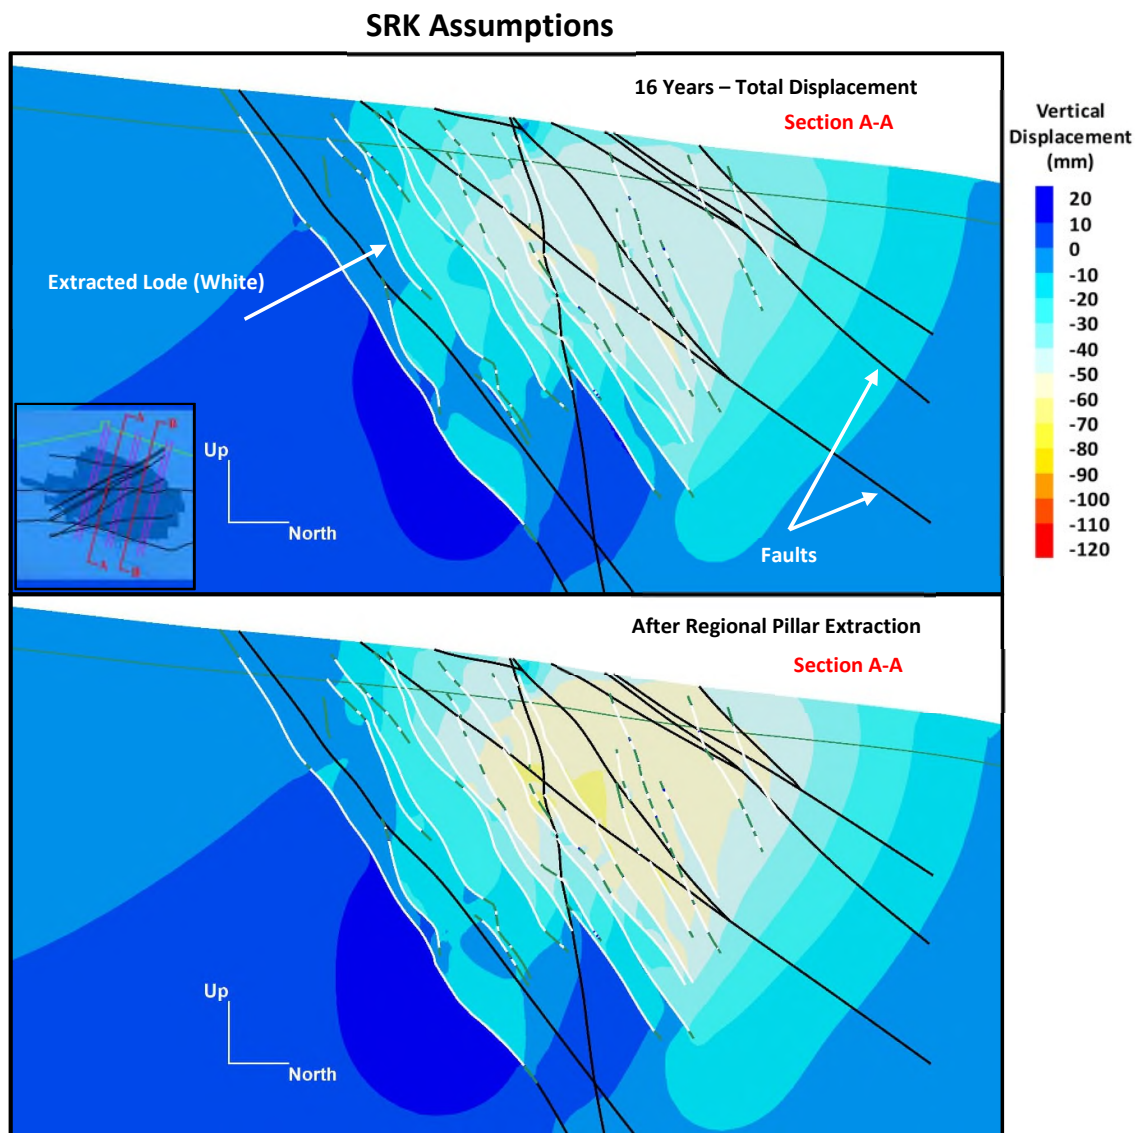 SRK Assumptions
16 Years – Total Displacement
Section A-A
Vertical
Displacement
(mm)
20
10
0
-10
-20
-30
-40
-50
-60
-70
-80
-90
-100
-110
-120
Extracted Lode (White)
A
B
A
B
Up
North
Faults
After Regional Pillar Extraction
Section A-A
Up
North